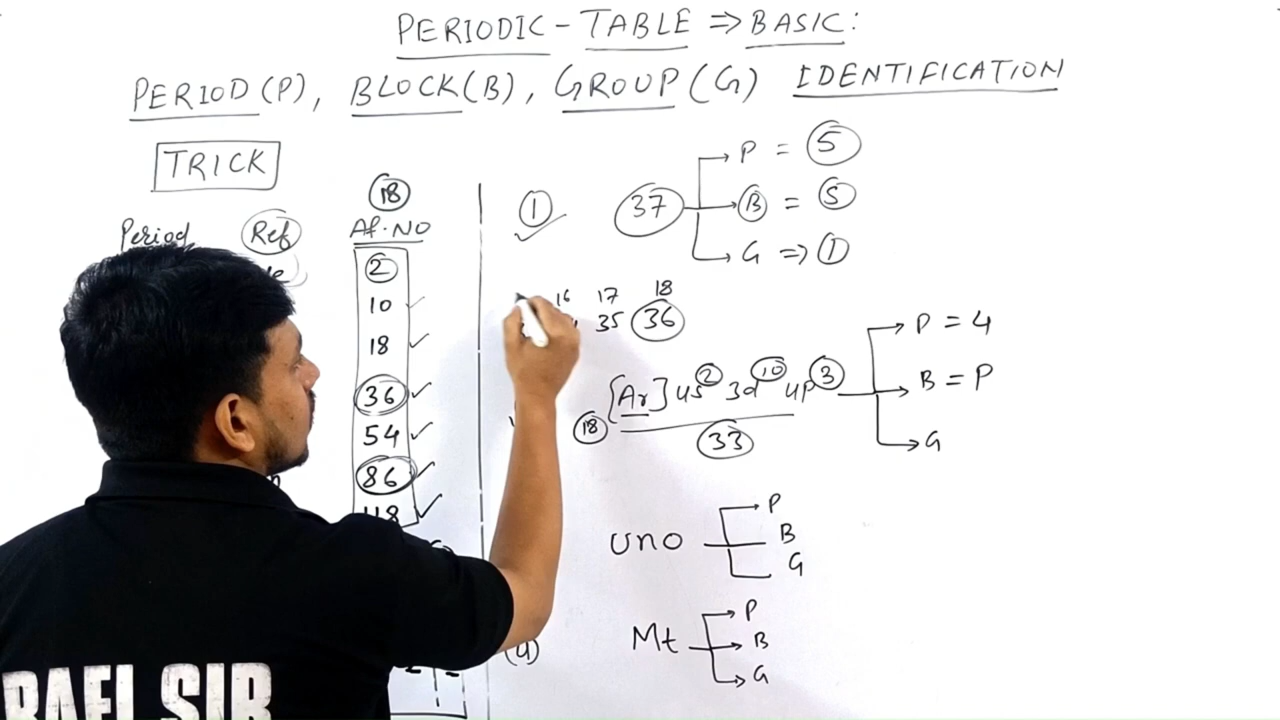 PERIODIC - TABLE ⇒ BASIC:
PERIOD (P), BLOCK (B), GROUP (G) IDENTIFICATION
TRICK
Period Ref At.NO
18
2
10
18
36
54
86
118
1
37
P = 5
B = S
G ⇒ 1
16 17 18
35 36
[Ar] 4s2 3d10 4p3
18
33
P = 4
B = P
G
uno
P
B
G
(4)
Mt
P
B
G
RAEL SIR